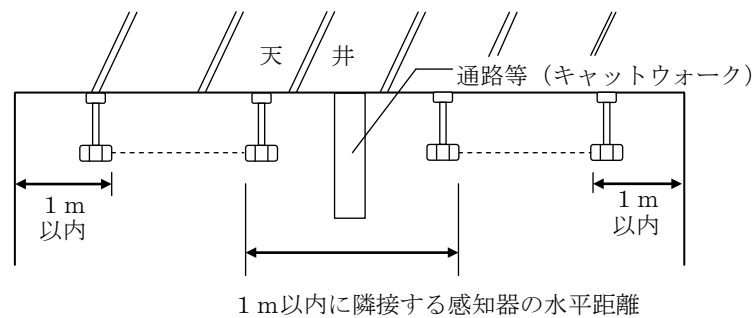 天 井
通路等（キャットウォーク）
１ｍ
以内
１ｍ
以内
１ｍ以内に隣接する感知器の水平距離